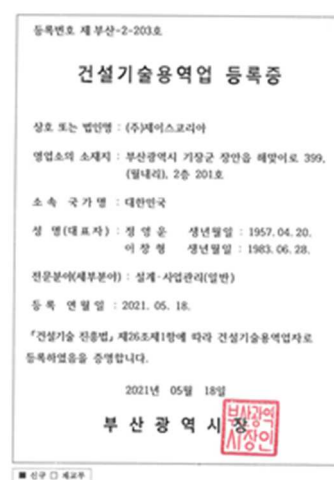 등록번호 제 부산-2-203호
건설기술용역업 등록증
상호 또는 법인명 : (주)제이스코리아
영업소의 소재지 : 부산광역시 기장군 장안읍 해맞이로 399,
(월내리), 2층 201호
소 속 국 가 명 : 대한민국
성 명(대표자) : 정 영 운 생년월일 : 1957.04.20.
이 창 형 생년월일 : 1983.06.28.
전문분야(세부분야) : 설계·사업관리(일반)
등 록 연 월 일 : 2021. 05. 18.
「건설기술 진흥법」 제26조제1항에 따라 건설기술용역업자로
등록하였음을 증명합니다.
2021년 05월 18일
부 산 광 역 시 장
부산광역
시장인
■ 신규 □ 재교부